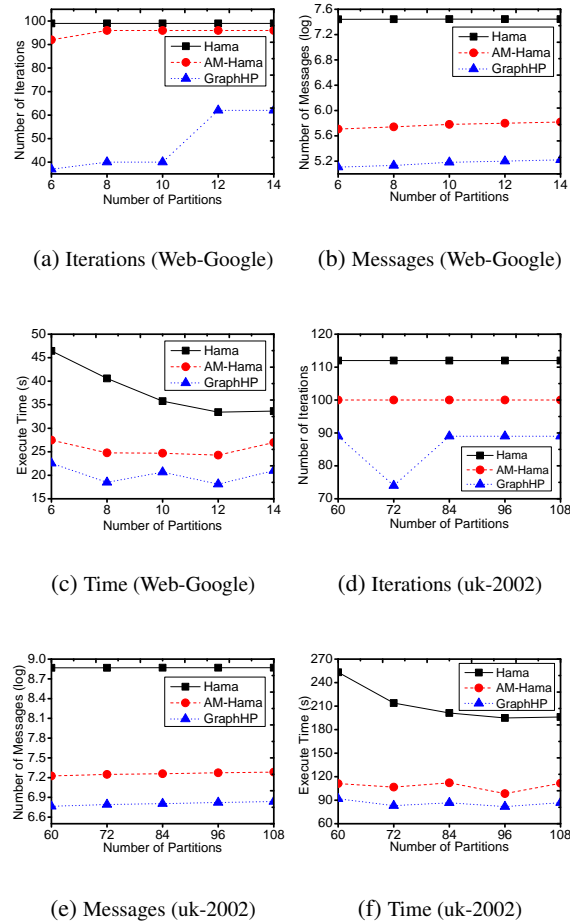 100
90
80
70
60
50
40
Number of Iterations
Hama
AM-Hama
GraphHP
6 8 10 12 14
Number of Partitions
(a) Iterations (Web-Google)
7.6
7.2
6.8
6.4
6.0
5.6
5.2
Number of Messages (log)
Hama
AM-Hama
GraphHP
6 8 10 12 14
Number of Partitions
(b) Messages (Web-Google)
50
45
40
35
30
25
20
15
Execute Time (s)
Hama
AM-Hama
GraphHP
6 8 10 12 14
Number of Partitions
(c) Time (Web-Google)
120
110
100
90
80
70
Number of Iterations
Hama
AM-Hama
GraphHP
60 72 84 96 108
Number of Partitions
(d) Iterations (uk-2002)
9.0
8.7
8.4
8.1
7.8
7.5
7.2
6.9
6.6
Number of Messages (log)
Hama
AM-Hama
GraphHP
60 72 84 96 108
Number of Partitions
(e) Messages (uk-2002)
270
240
210
180
150
120
90
60
Execute Time (s)
Hama
AM-Hama
GraphHP
60 72 84 96 108
Number of Partitions
(f) Time (uk-2002)